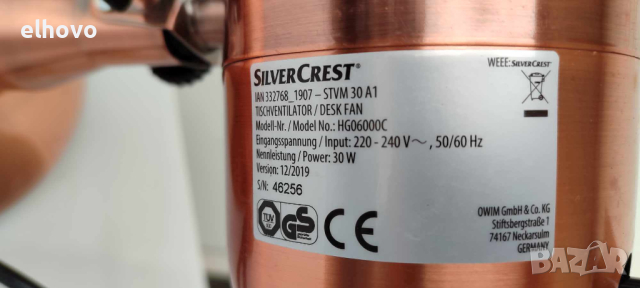 elhovo
SILVERCREST®
IAN 332768_1907 – STVM 30 A1
TISCHVENTILATOR / DESK FAN
Modell-Nr. / Model No.: HG06000C
Eingangsspannung / Input: 220 - 240 V~, 50/60 Hz
Nennleistung / Power: 30 W
Version: 12/2019
S/N: 46256
WEEE: SILVERCREST®
TÜV
GS
CE
OWIM GmbH & Co. KG
Stiftsbergstraße 1
74167 Neckarsulm
GERMANY
BAZAR